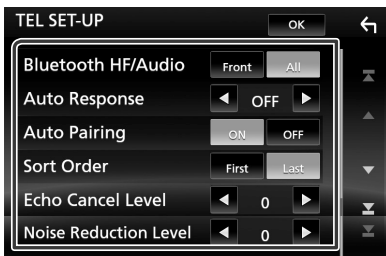 TEL SET-UP OK
Bluetooth HF/Audio Front All
Auto Response OFF
Auto Pairing ON OFF
Sort Order First Last
Echo Cancel Level 0
Noise Reduction Level 0